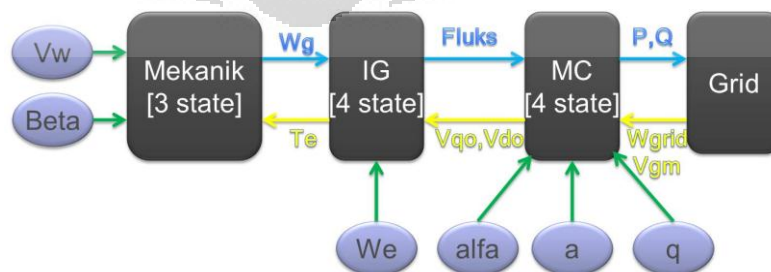 Vw
Beta
Mekanik
[3 state]
Wg
Te
IG
[4 state]
Fluks
Vqo,Vdo
MC
[4 state]
P,Q
Wgrid
Vgm
Grid
We
alfa
a
q